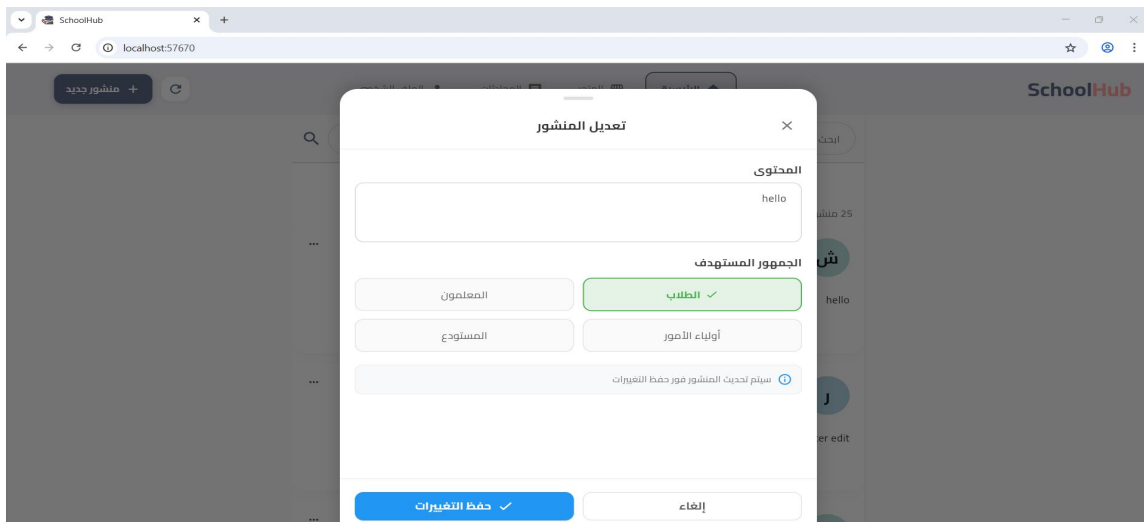 SchoolHub
localhost:57670
SchoolHub
منشور جديد
ابحث
تعديل المنشور
المحتوى
hello
25
الجمهور المستهدف
ش
الطلاب
المعلمون
hello
أولياء الأمور
المستودع
سيتم تحديث المنشور فور حفظ التغييرات
ر
edit
إلغاء
حفظ التغييرات